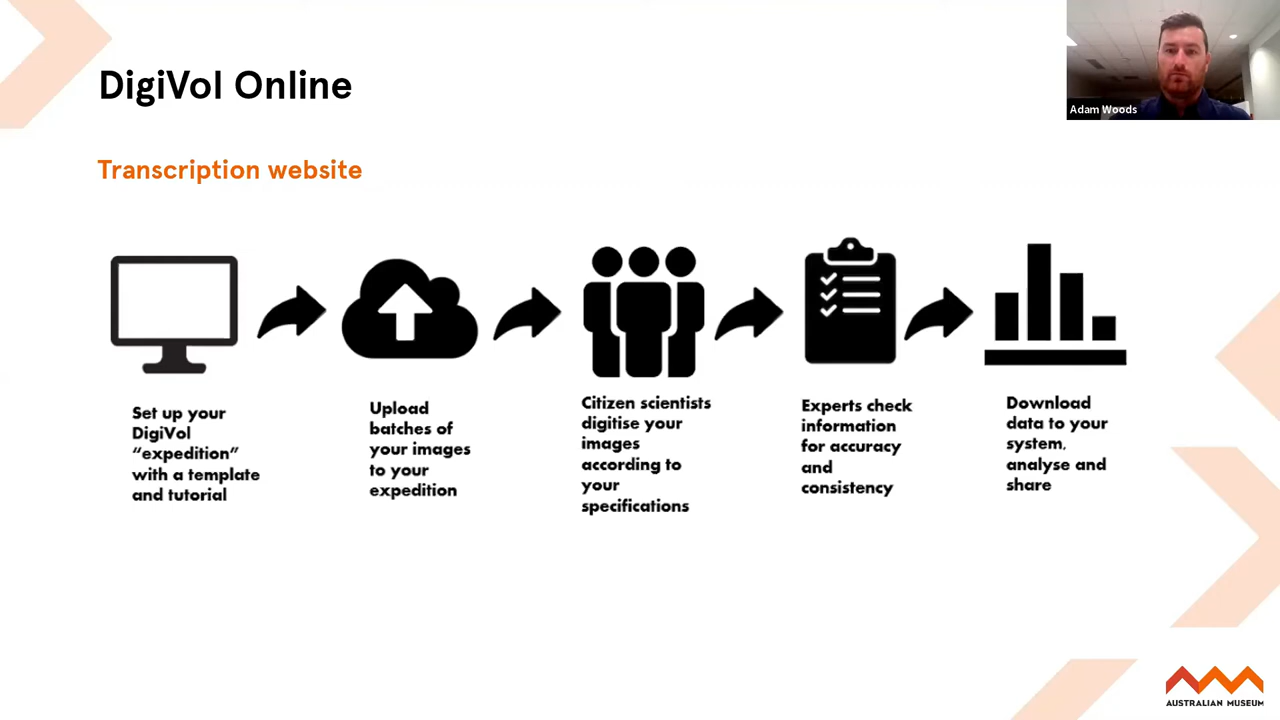 DigiVol Online
Adam Woods
Transcription website
Set up your
DigiVol
“expedition”
with a template
and tutorial
Upload
batches of
your images
to your
expedition
Citizen scientists
digitise your
images
according to
your
specifications
Experts check
information
for accuracy
and
consistency
Download
data to your
system,
analyse and
share
AUSTRALIAN MUSEUM